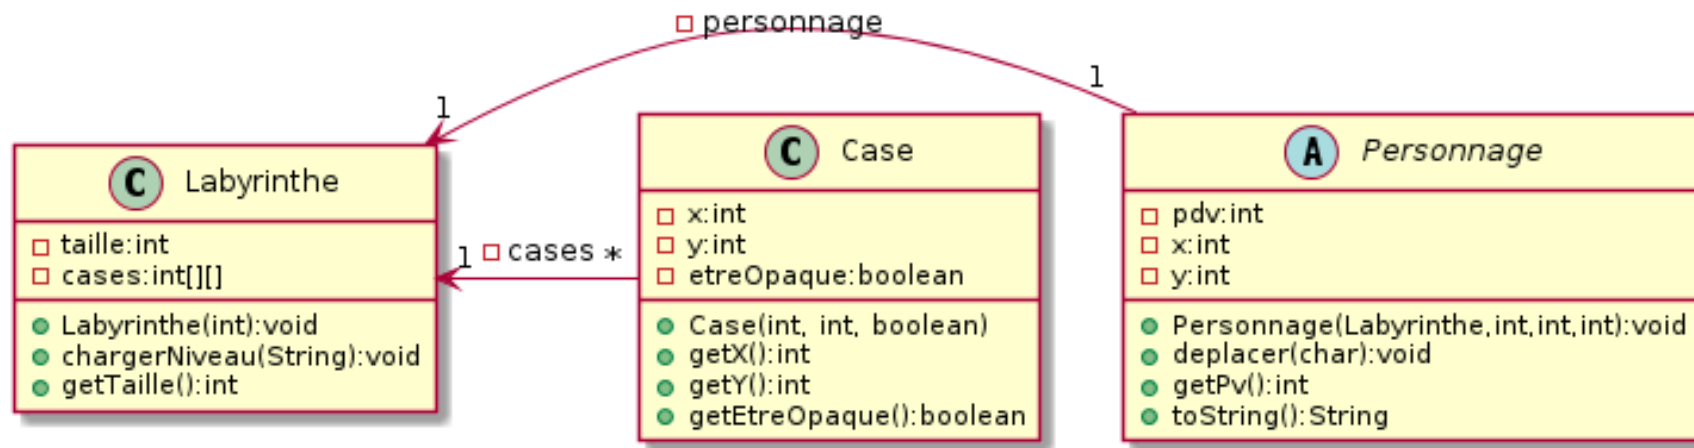 personnage
1
1
C Labyrinthe
taille:int
cases:int[][]
Labyrinthe(int):void
chargerNiveau(String):void
getTaille():int
1
cases
*
C Case
x:int
y:int
etreOpaque:boolean
Case(int, int, boolean)
getX():int
getY():int
getEtreOpaque():boolean
A Personnage
pdv:int
x:int
y:int
Personnage(Labyrinthe,int,int,int):void
deplacer(char):void
getPv():int
toString():String